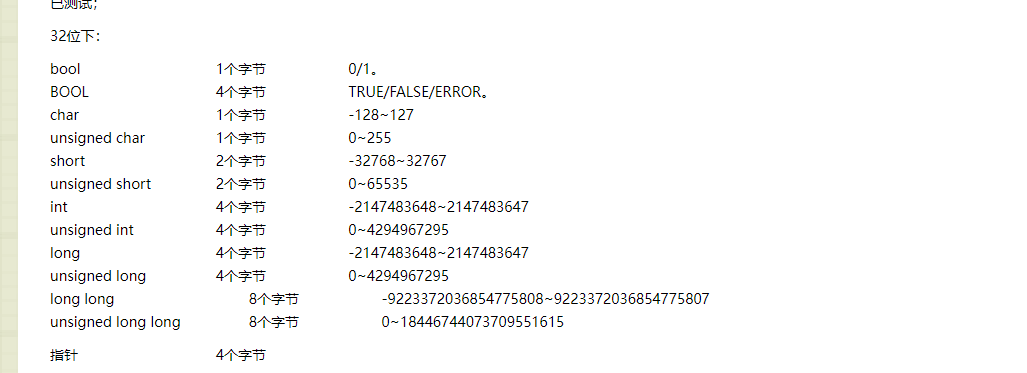 已测试；
32位下：
bool 1个字节 0/1。
BOOL 4个字节 TRUE/FALSE/ERROR。
char 1个字节 -128~127
unsigned char 1个字节 0~255
short 2个字节 -32768~32767
unsigned short 2个字节 0~65535
int 4个字节 -2147483648~2147483647
unsigned int 4个字节 0~4294967295
long 4个字节 -2147483648~2147483647
unsigned long 4个字节 0~4294967295
long long 8个字节 -9223372036854775808~9223372036854775807
unsigned long long 8个字节 0~18446744073709551615
指针 4个字节